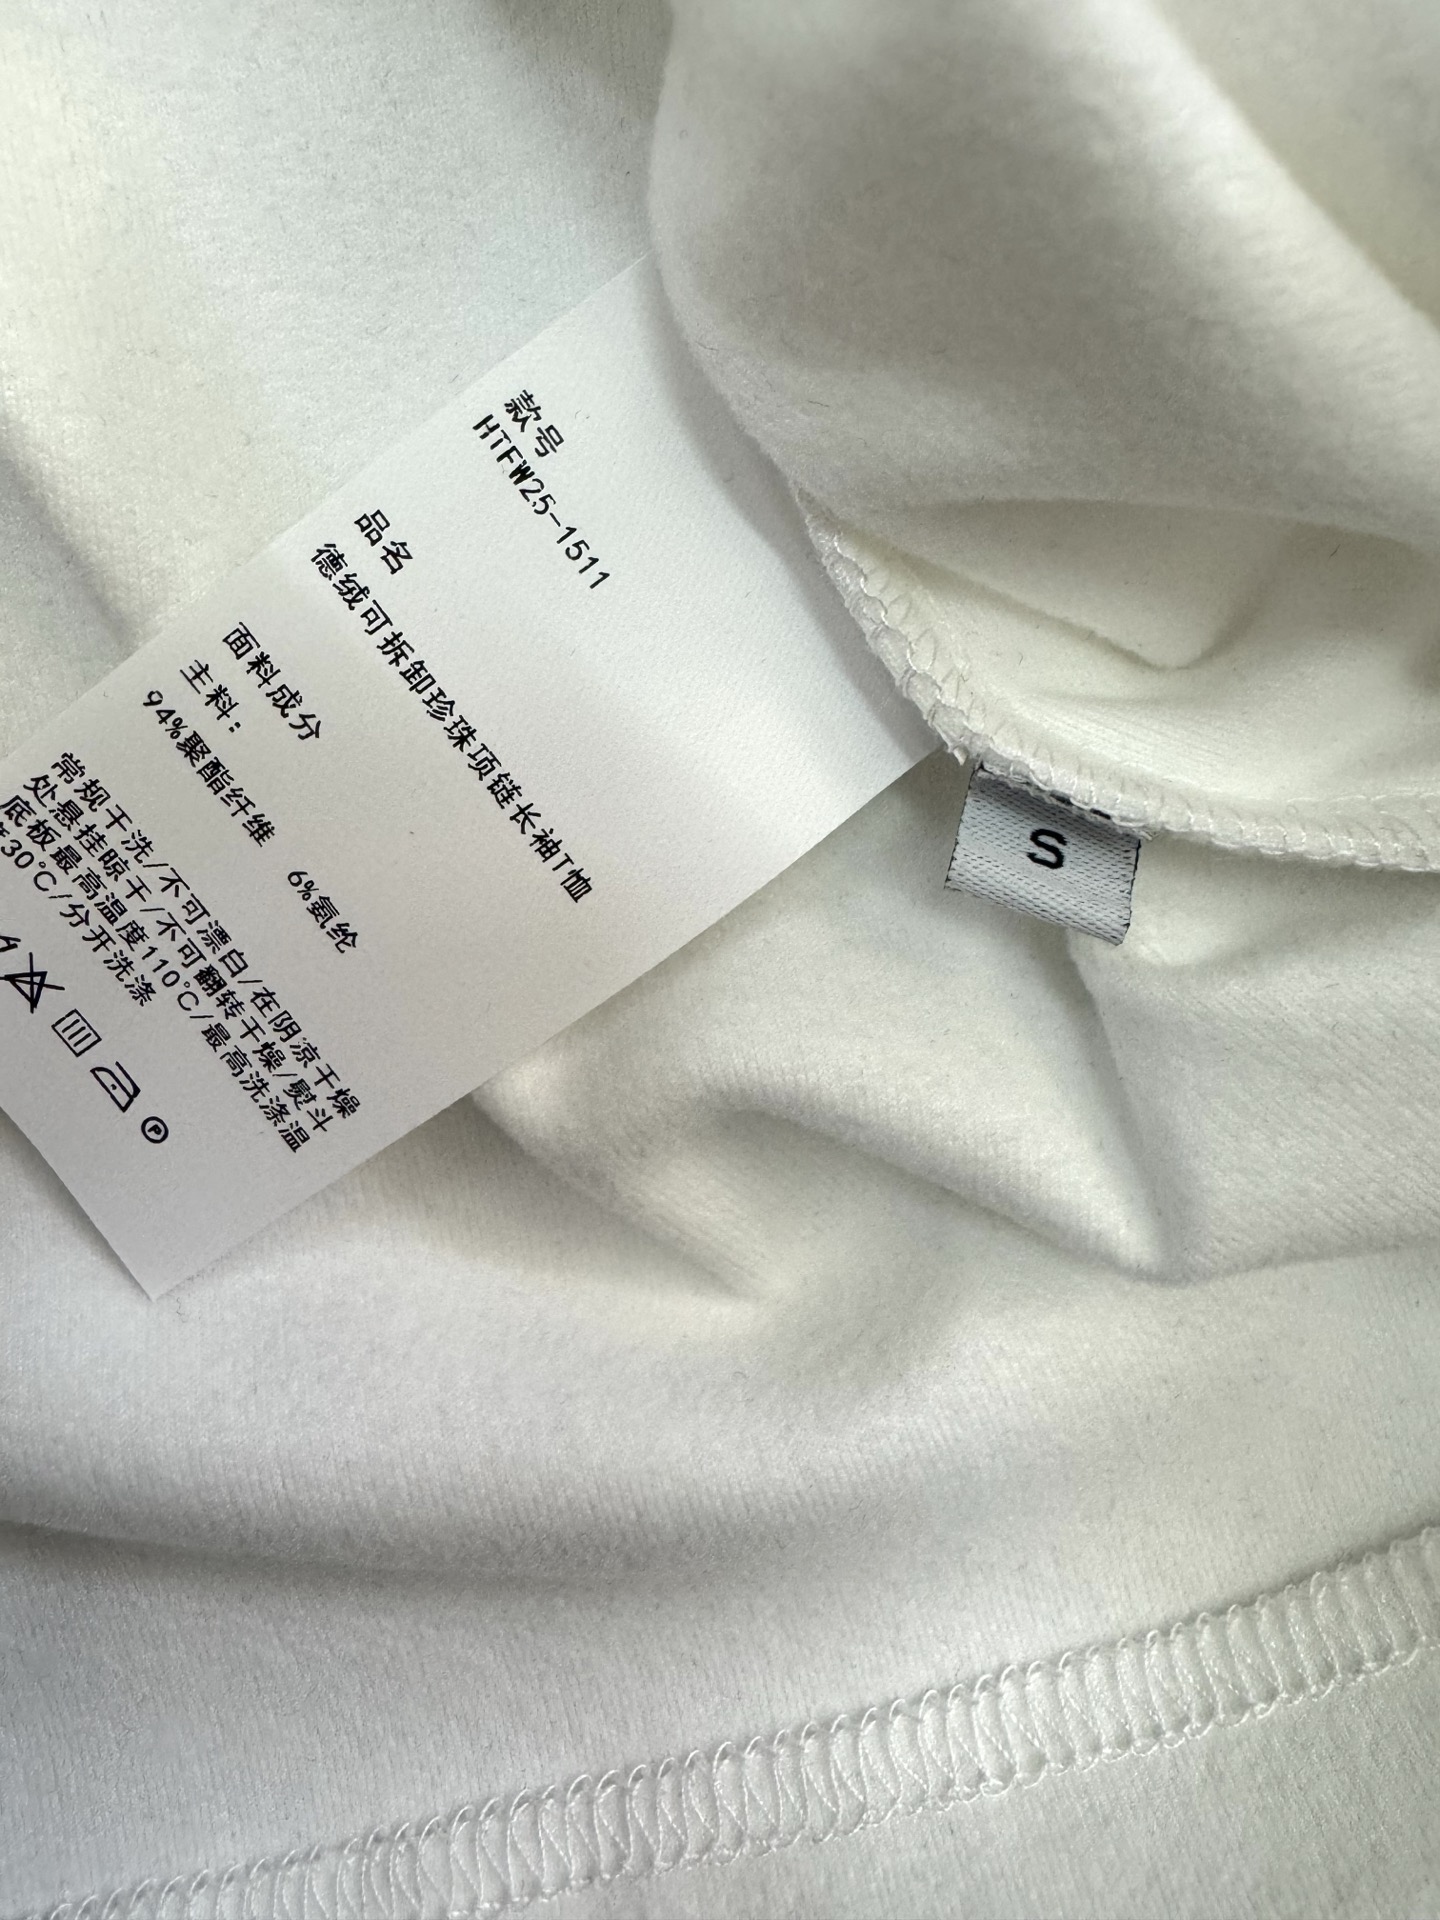 款号
HTFW25-1511
品名
德绒可拆卸珍珠项链长袖T恤
面料成分
主料:
94%聚酯纤维 6%氨纶
常规干洗/不可漂白/在阴凉干燥
处悬挂晾干/不可翻转干燥/熨斗
底板最高温度110℃/最高洗涤温
30℃/分开洗涤
P
S